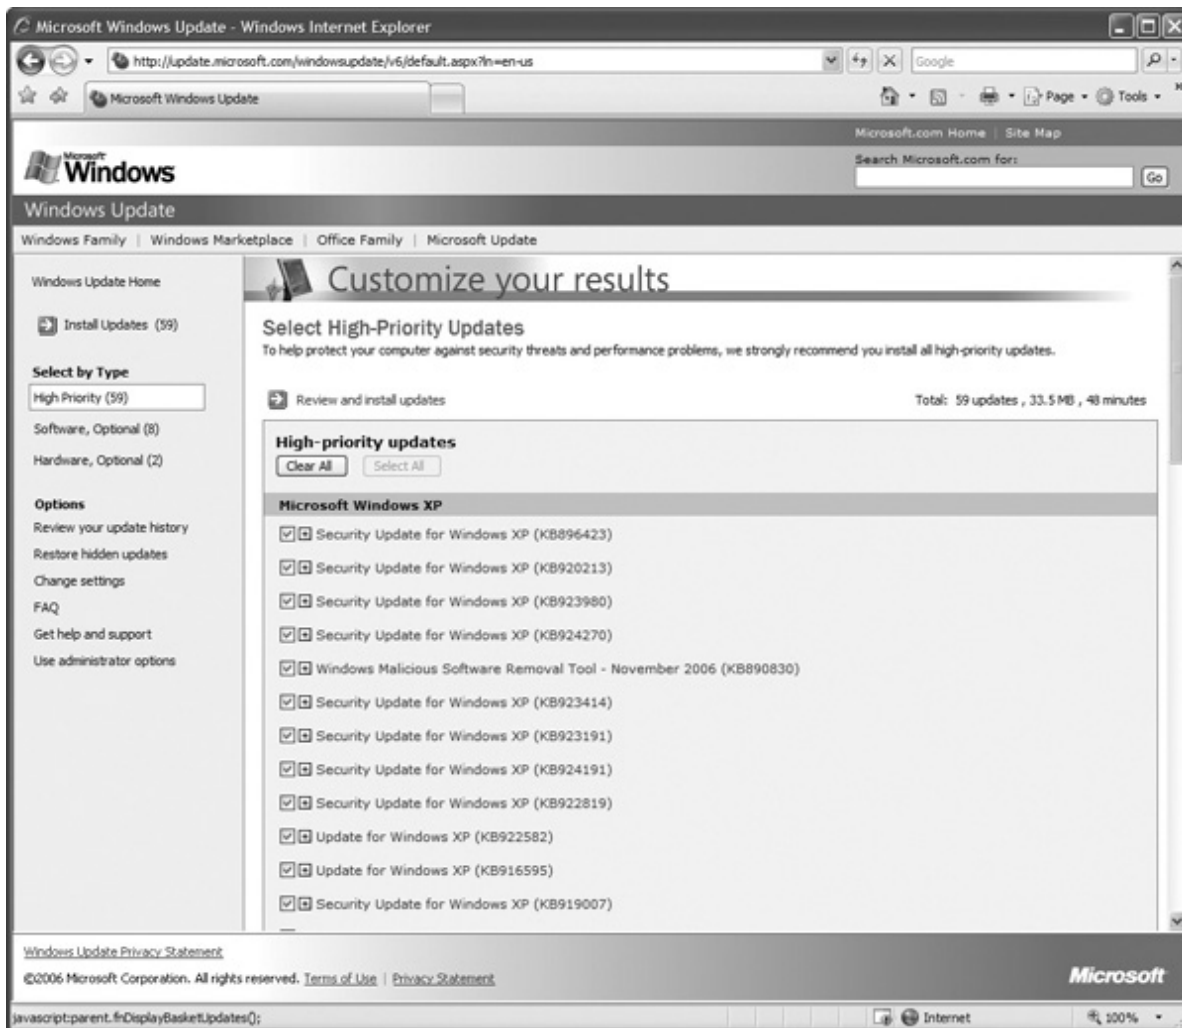 Microsoft Windows Update - Windows Internet Explorer
http://update.microsoft.com/windowsupdate/v6/default.aspx?ln=en-us
Google
Microsoft Windows Update
Page
Tools
Microsoft.com Home | Site Map
Microsoft
Windows
Search Microsoft.com for:
Go
Windows Update
Windows Family | Windows Marketplace | Office Family | Microsoft Update
Windows Update Home
Install Updates (59)
Select by Type
High Priority (59)
Software, Optional (8)
Hardware, Optional (2)
Options
Review your update history
Restore hidden updates
Change settings
FAQ
Get help and support
Use administrator options
Customize your results
Select High-Priority Updates
To help protect your computer against security threats and performance problems, we strongly recommend you install all high-priority updates.
Review and install updates
Total: 59 updates , 33.5 MB , 48 minutes
High-priority updates
Clear All
Select All
Microsoft Windows XP
Security Update for Windows XP (KB896423)
Security Update for Windows XP (KB920213)
Security Update for Windows XP (KB923980)
Security Update for Windows XP (KB924270)
Windows Malicious Software Removal Tool - November 2006 (KB890830)
Security Update for Windows XP (KB923414)
Security Update for Windows XP (KB923191)
Security Update for Windows XP (KB924191)
Security Update for Windows XP (KB922819)
Update for Windows XP (KB922582)
Update for Windows XP (KB916595)
Security Update for Windows XP (KB919007)
Windows Update Privacy Statement
©2006 Microsoft Corporation. All rights reserved. Terms of Use | Privacy Statement
Microsoft
javascript:parent.fnDisplayBasketUpdates();
Internet
100%